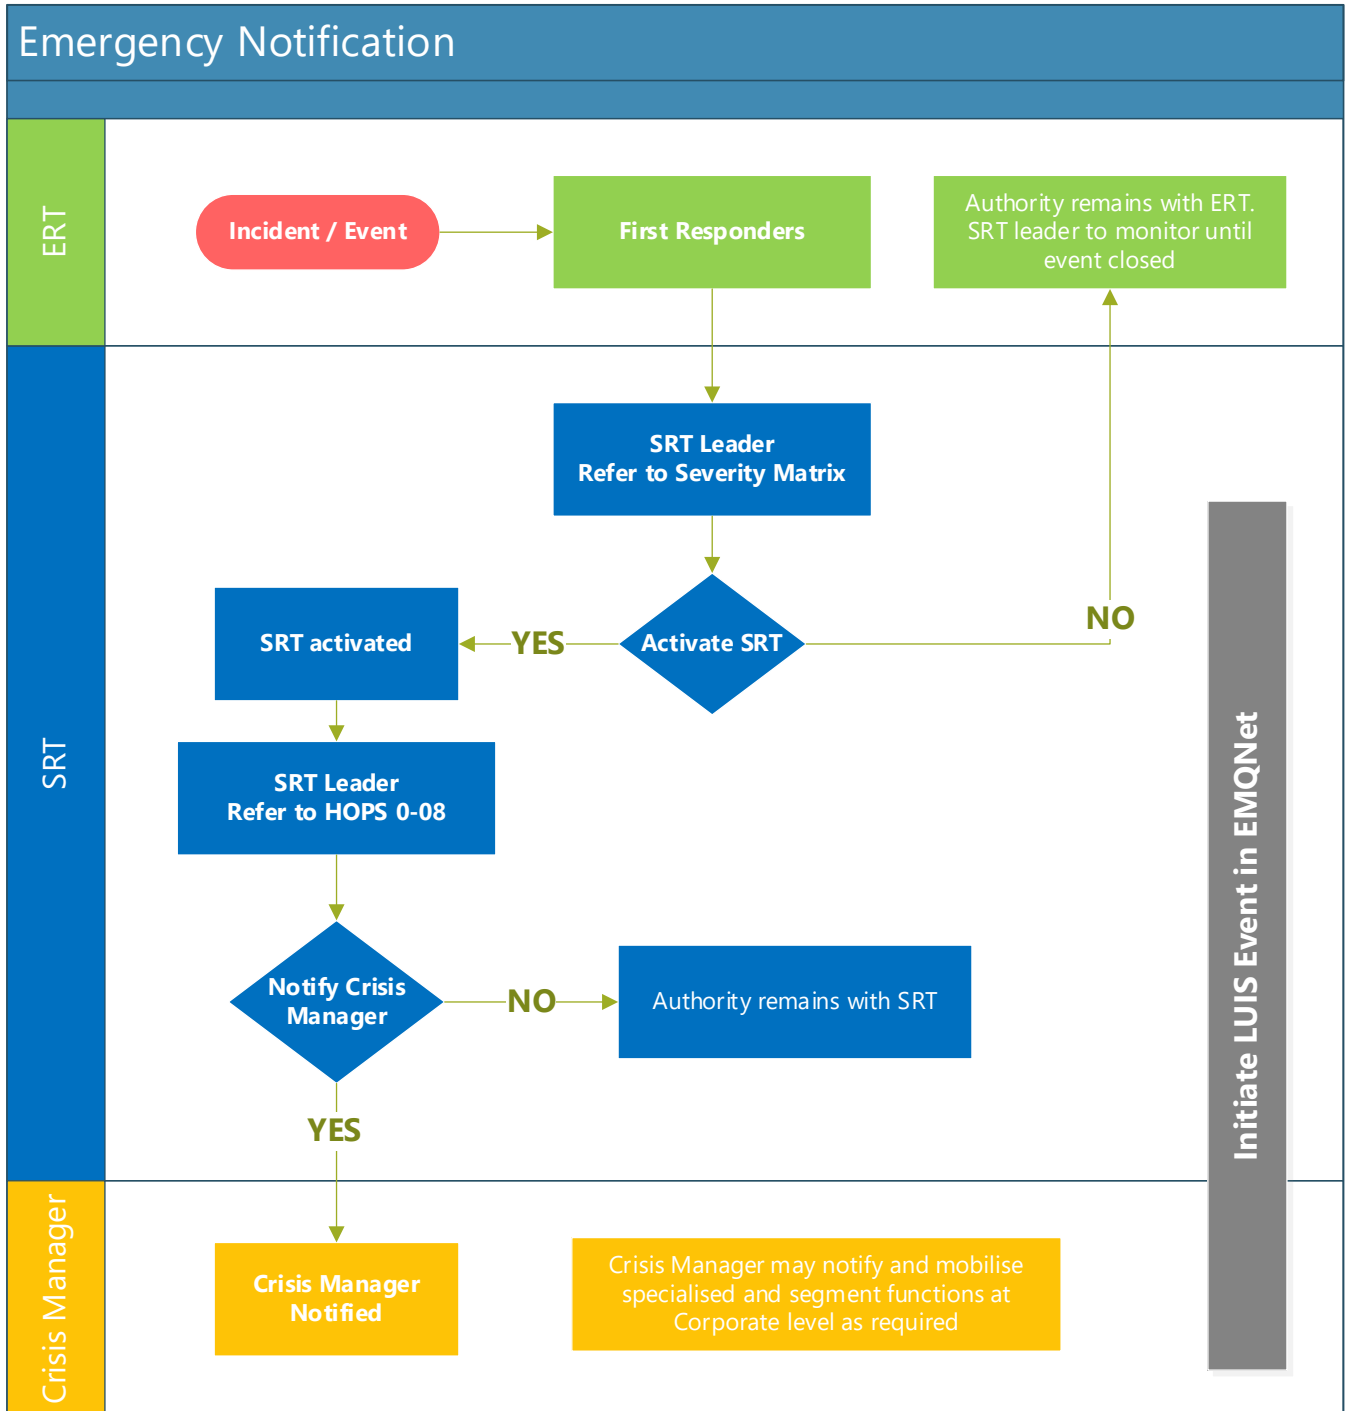 Emergency Notification
ERT
Incident / Event
First Responders
Authority remains with ERT.
SRT leader to monitor until
event closed
SRT
SRT Leader
Refer to Severity Matrix
Activate SRT
YES
NO
SRT activated
SRT Leader
Refer to HOPS 0-08
Notify Crisis
Manager
NO
Authority remains with SRT
YES
Initiate LUIS Event in EMQNet
Crisis Manager
Crisis Manager
Notified
Crisis Manager may notify and mobilise
specialised and segment functions at
Corporate level as required